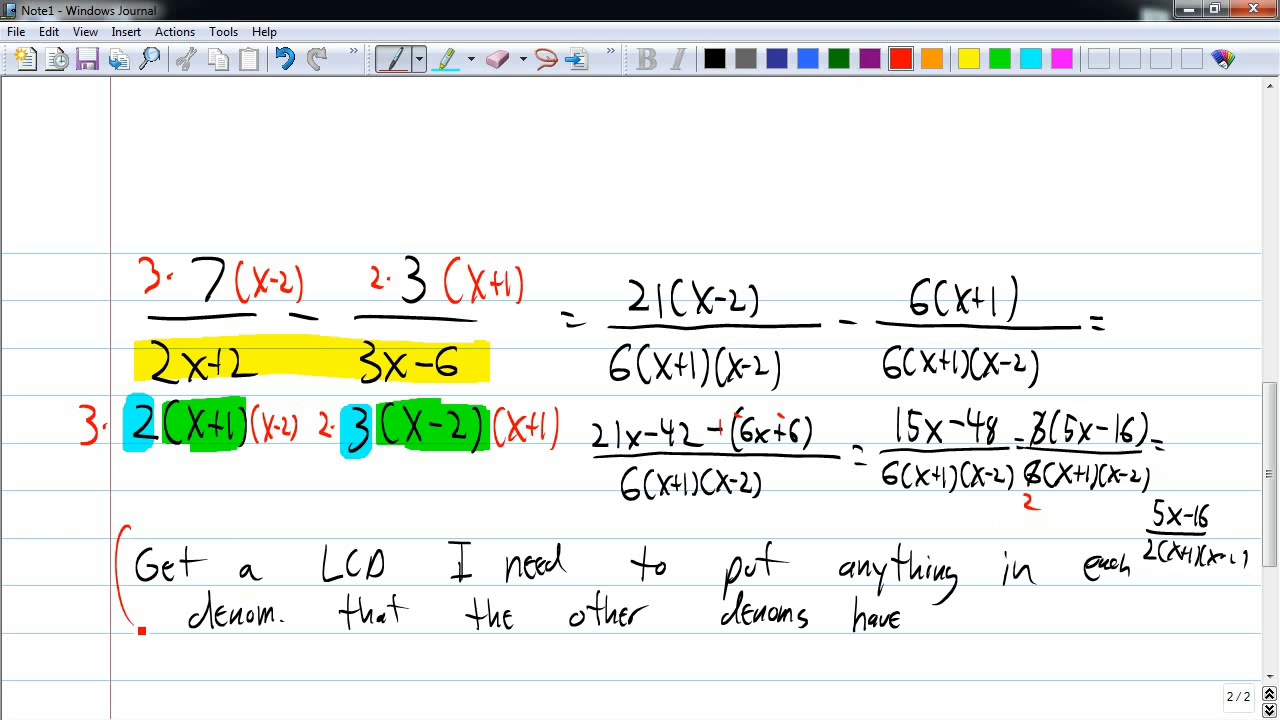 Note1 - Windows Journal
File Edit View Insert Actions Tools Help
B I
3· 7 (x-2) 2· 3 (x+1) 21(x-2) 6(x+1)
— = — =
2x+2 3x-6 6(x+1)(x-2) 6(x+1)(x-2)
3· 2(x+1)(x-2) 2· 3(x-2)(x+1) 21x-42-(6x+6) = 15x-48 = 3(5x-16) =
6(x+1)(x-2) 6(x+1)(x-2) 6(x+1)(x-2)
2
5x-16
2(x+1)(x-2)
Get a LCD I need to put anything in each
denom. that the other denoms have
2/2